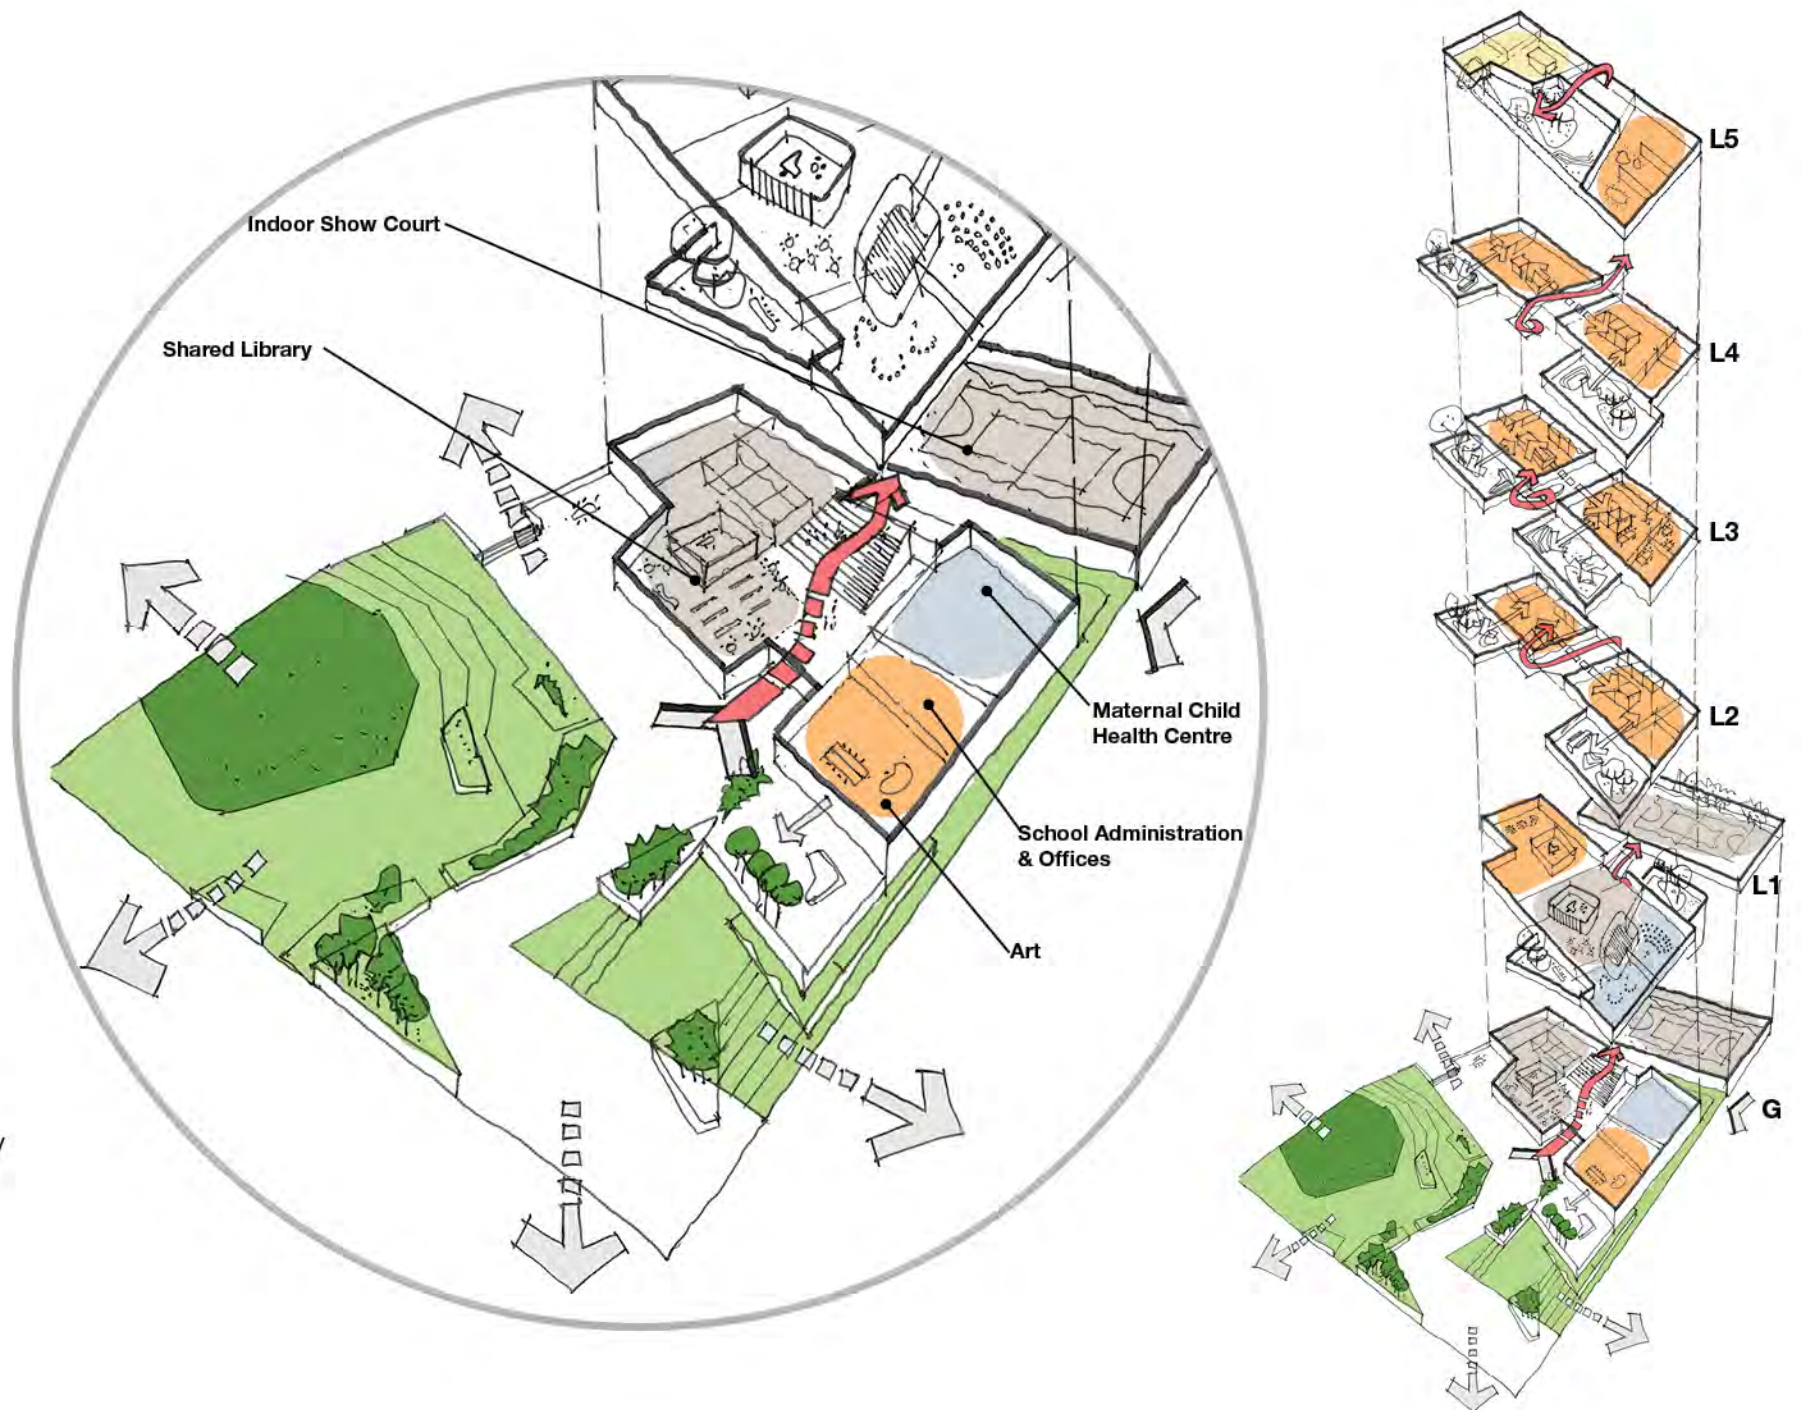 Indoor Show Court
Shared Library
Maternal Child
Health Centre
School Administration
& Offices
Art
L5
L4
L3
L2
L1
G